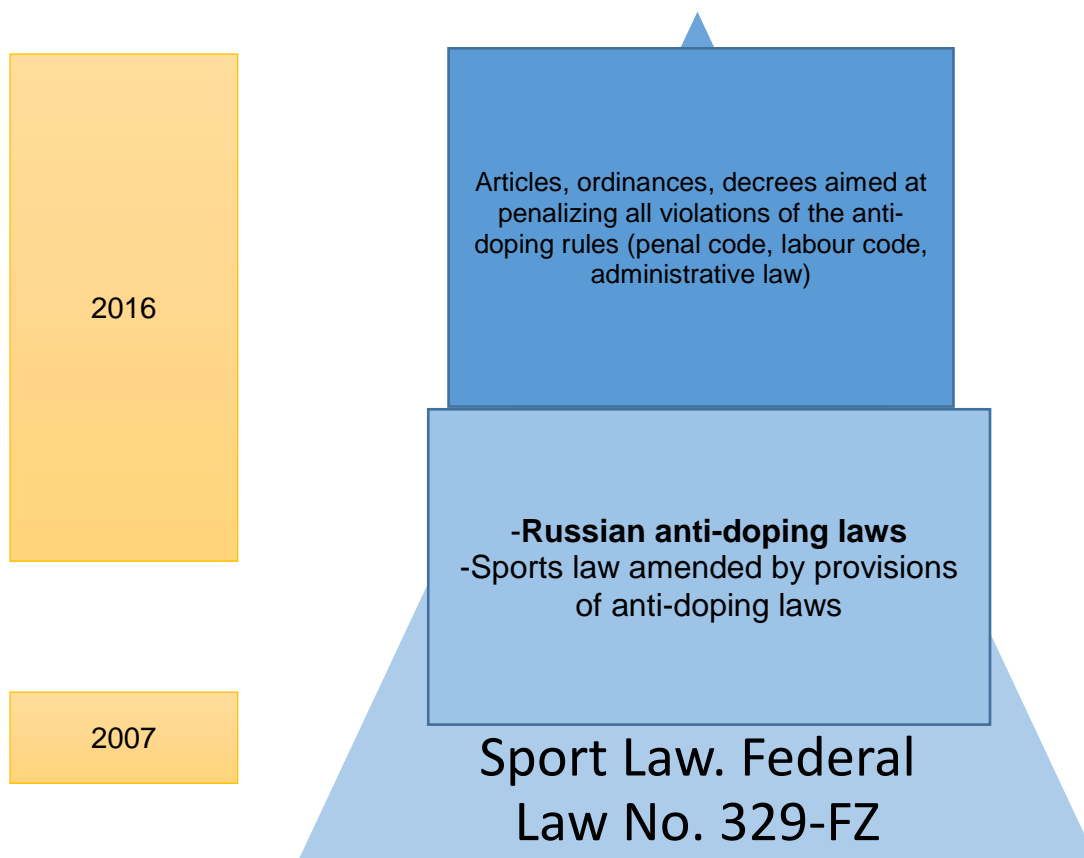 2016
Articles, ordinances, decrees aimed at
penalizing all violations of the anti-
doping rules (penal code, labour code,
administrative law)
-Russian anti-doping laws
-Sports law amended by provisions
of anti-doping laws
2007
Sport Law. Federal
Law No. 329-FZ